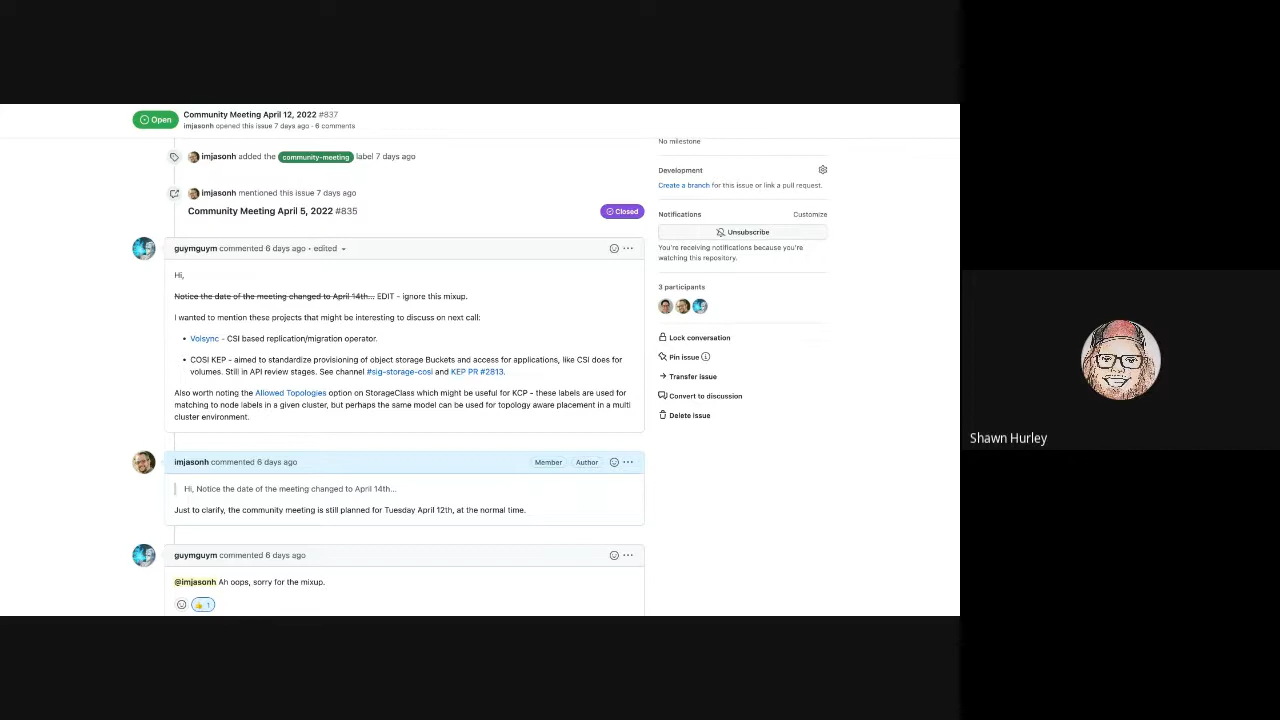 Open
Community Meeting April 12, 2022 #837
imjasonh opened this issue 7 days ago · 6 comments
imjasonh added the community-meeting label 7 days ago
imjasonh mentioned this issue 7 days ago
Community Meeting April 5, 2022 #835
Closed
guymguym commented 6 days ago · edited
Hi,
Notice the date of the meeting changed to April 14th... EDIT - ignore this mixup.
I wanted to mention these projects that might be interesting to discuss on next call:
• Volsync - CSI based replication/migration operator.
• COSI KEP - aimed to standardize provisioning of object storage Buckets and access for applications, like CSI does for
volumes. Still in API review stages. See channel #sig-storage-cosi and KEP PR #2813.
Also worth noting the Allowed Topologies option on StorageClass which might be useful for KCP - these labels are used for
matching to node labels in a given cluster, but perhaps the same model can be used for topology aware placement in a multi
cluster environment.
imjasonh commented 6 days ago
Member
Author
Hi, Notice the date of the meeting changed to April 14th...
Just to clarify, the community meeting is still planned for Tuesday April 12th, at the normal time.
guymguym commented 6 days ago
@imjasonh Ah oops, sorry for the mixup.
👍 1
No milestone
Development
Create a branch for this issue or link a pull request.
Notifications
Customize
Unsubscribe
You're receiving notifications because you're
watching this repository.
3 participants
Lock conversation
Pin issue
Transfer issue
Convert to discussion
Delete issue
Shawn Hurley